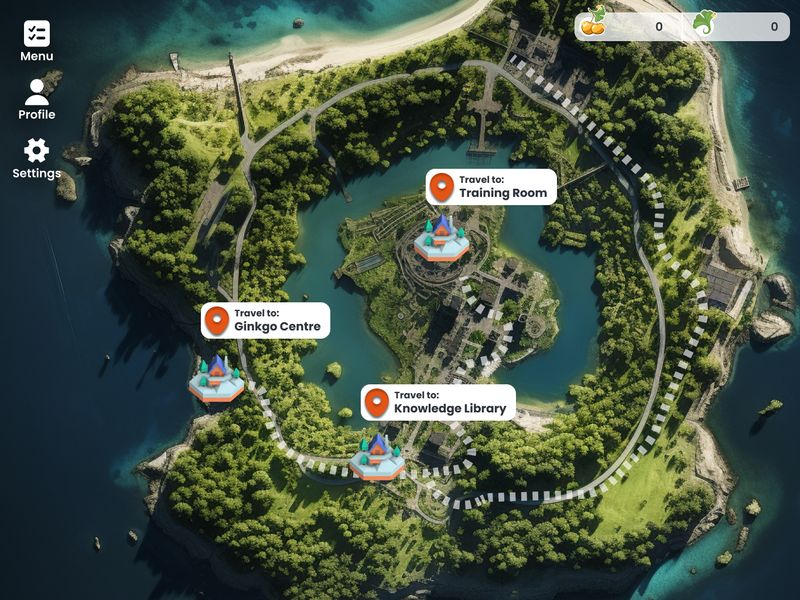 Menu
Profile
Settings
0
0
Travel to:
Training Room
Travel to:
Ginkgo Centre
Travel to:
Knowledge Library